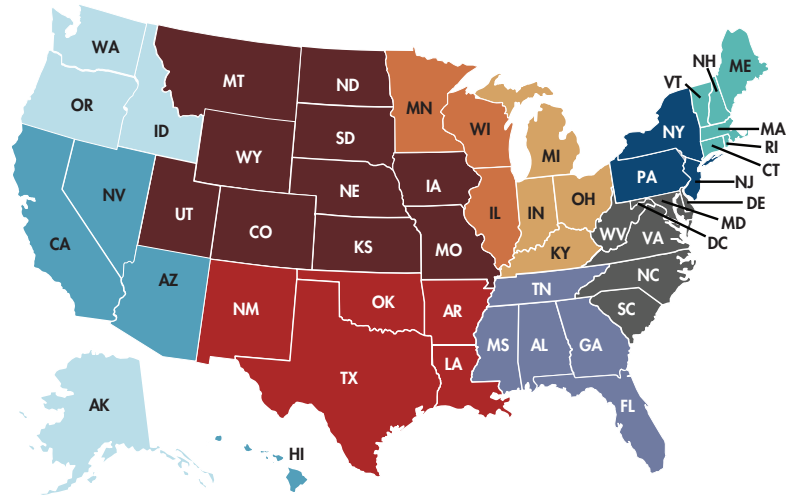 WA
OR
ID
MT
WY
ND
SD
NE
KS
UT
CO
IA
MO
MN
WI
IL
MI
IN
OH
KY
NH
VT
ME
MA
RI
CT
NY
PA
NJ
DE
MD
DC
WV
VA
NC
SC
TN
MS
AL
GA
FL
NV
CA
AZ
NM
OK
AR
TX
LA
AK
HI